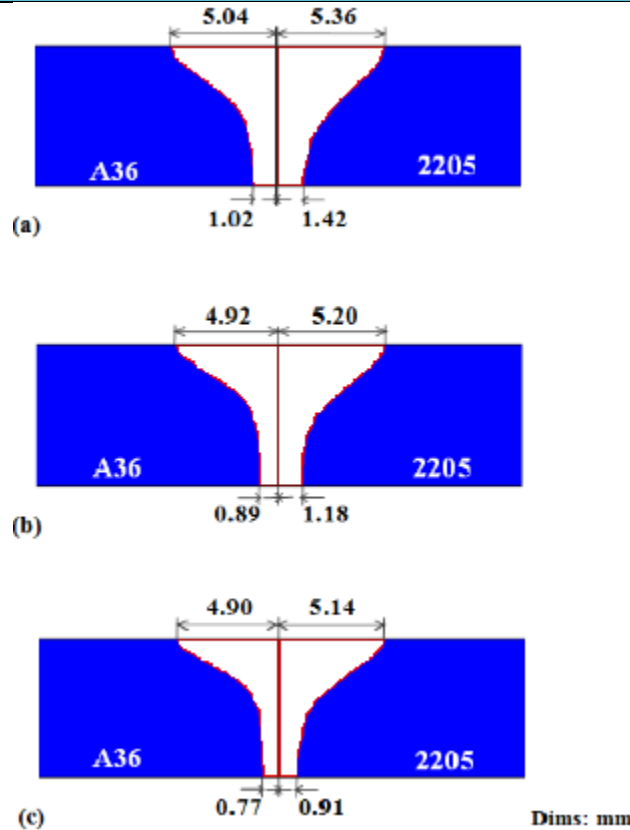 5.04 5.36
A36 2205
1.02 1.42
(a)
4.92 5.20
A36 2205
0.89 1.18
(b)
4.90 5.14
A36 2205
0.77 0.91
(c) Dims: mm